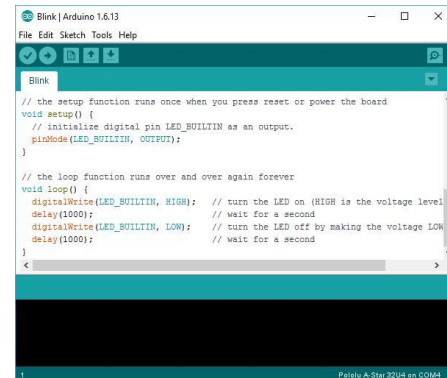 Blink | Arduino 1.6.13
File Edit Sketch Tools Help
Blink
// the setup function runs once when you press reset or power the board
void setup() {
  // initialize digital pin LED_BUILTIN as an output.
  pinMode(LED_BUILTIN, OUTPUT);
}
// the loop function runs over and over again forever
void loop() {
  digitalWrite(LED_BUILTIN, HIGH);   // turn the LED on (HIGH is the voltage level
  delay(1000);                       // wait for a second
  digitalWrite(LED_BUILTIN, LOW);    // turn the LED off by making the voltage LOW
  delay(1000);                       // wait for a second
}
1
Pololu A-Star 32U4 on COM4